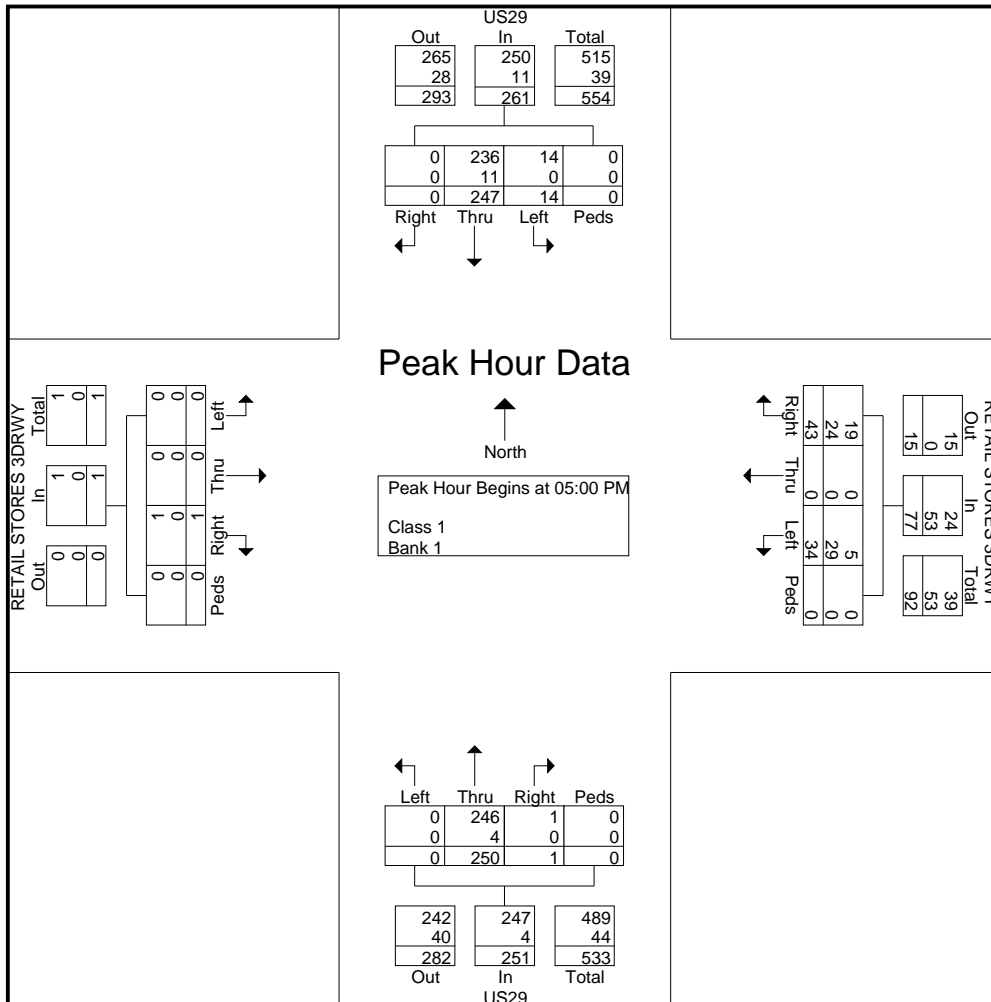 US29
Out In Total
265 250 515
28 11 39
293 261 554
0 236 14 0
0 11 0 0
0 247 14 0
Right Thru Left Peds
Peak Hour Data
North
Peak Hour Begins at 05:00 PM
Class 1
Bank 1
RETAIL STORES 3DRWY
Out In Total
0 1 1
0 0 0
0 1 1
Left Thru Right Peds
0 0 1 0
0 0 0 0
0 0 1 0
RETAIL STORES 3DRWY
Out In Total
15 24 39
0 53 53
15 77 92
19 0 5 0
24 0 29 0
43 0 34 0
Right Thru Left Peds
Left Thru Right Peds
0 246 1 0
0 4 0 0
0 250 1 0
242 247 489
40 4 44
282 251 533
Out In Total
US29